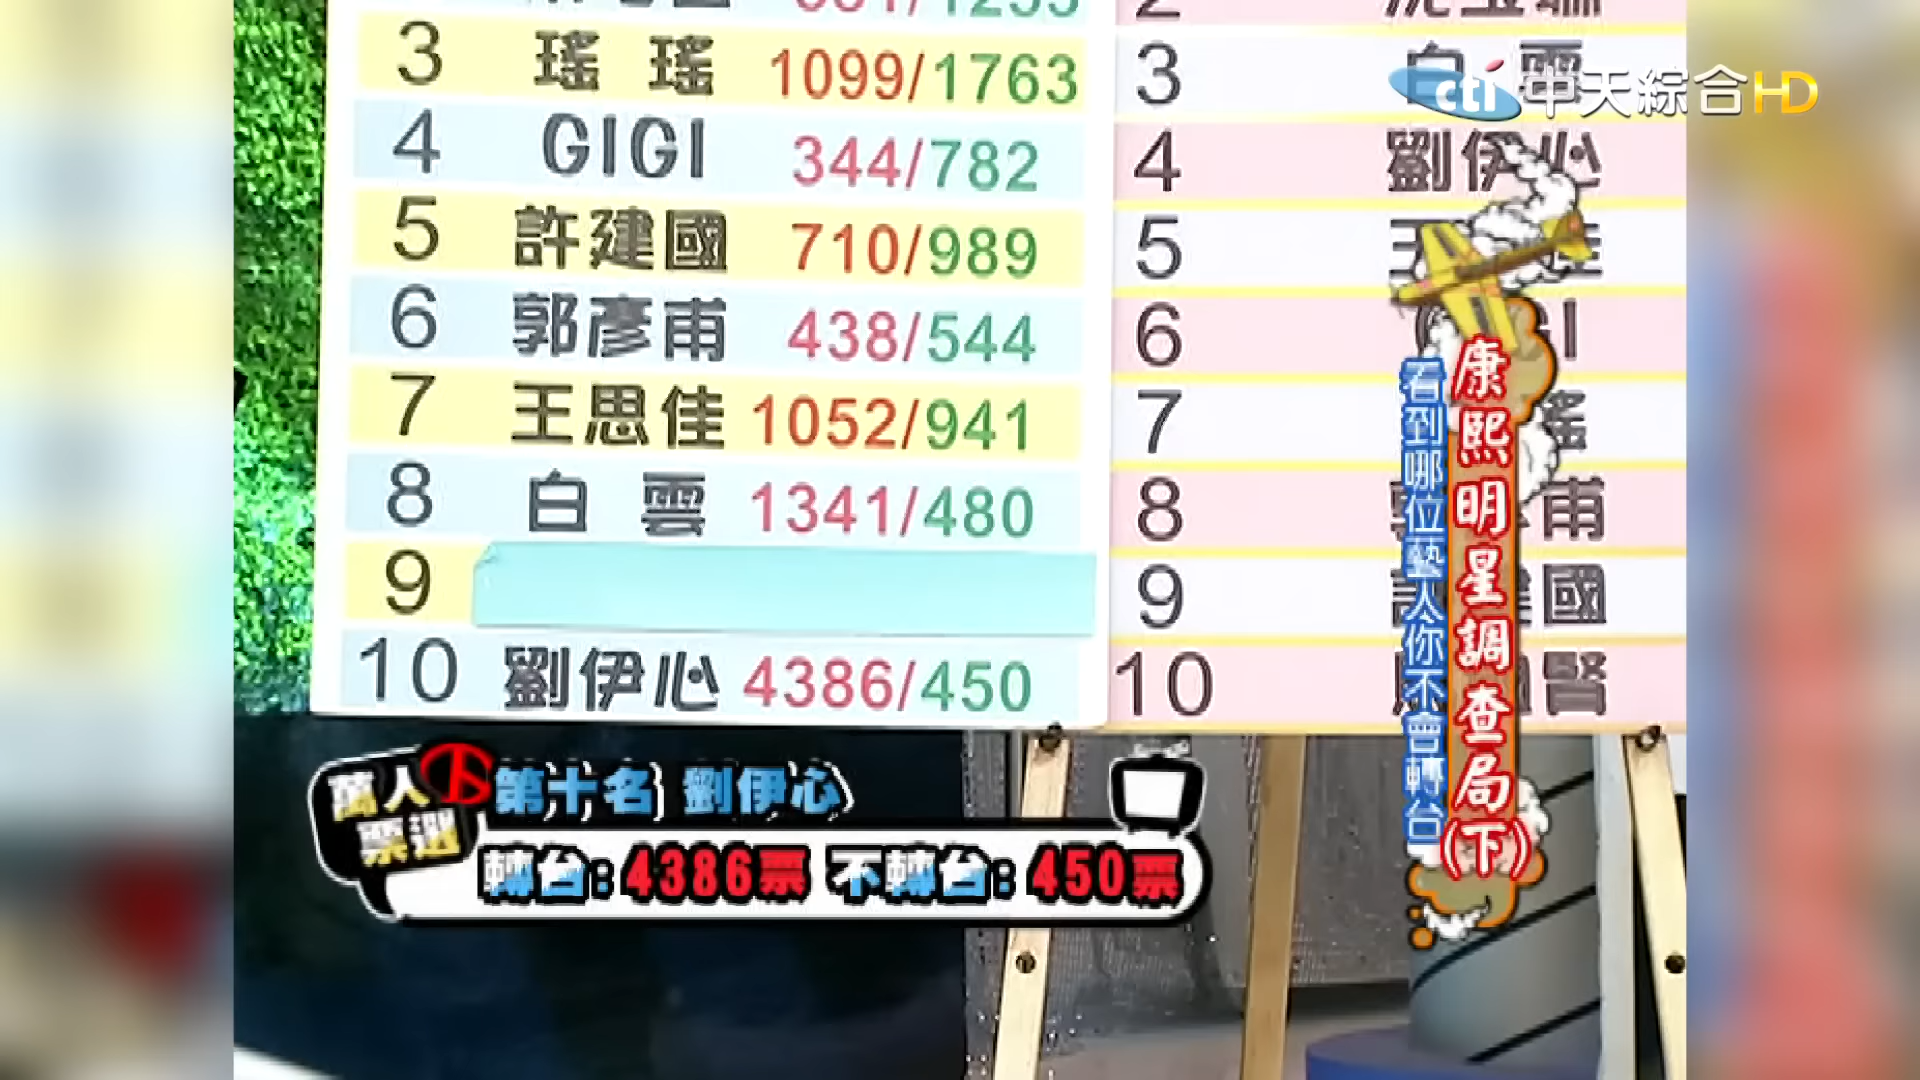 3 瑤 瑤 1099/1763
4 GIGI 344/782
5 許建國 710/989
6 郭彥甫 438/544
7 王思佳 1052/941
8 白 雲 1341/480
9
10 劉伊心 4386/450
3 白 雲
4 劉伊心
5
6
7
8
9
10
cti 中天綜合HD
康熙明星調查局(下)
看到哪位藝人你不會轉台
萬人票選
第十名 劉伊心
轉台:4386票 不轉台:450票